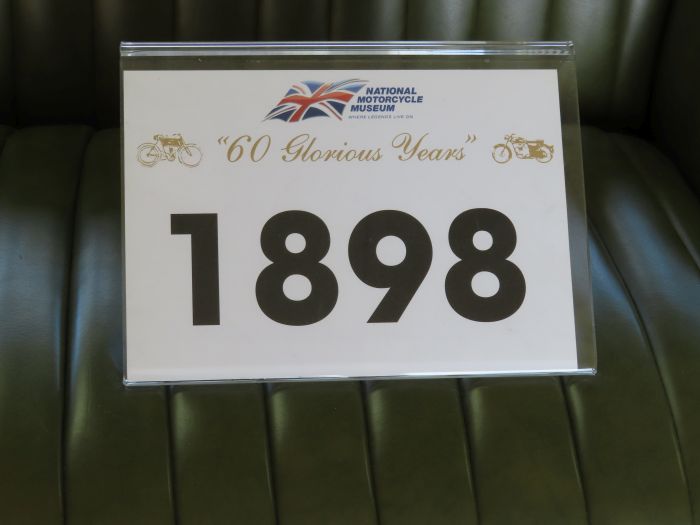 NATIONAL
MOTORCYCLE
MUSEUM
WHERE LEGENDS LIVE ON
"60 Glorious Years"
1898